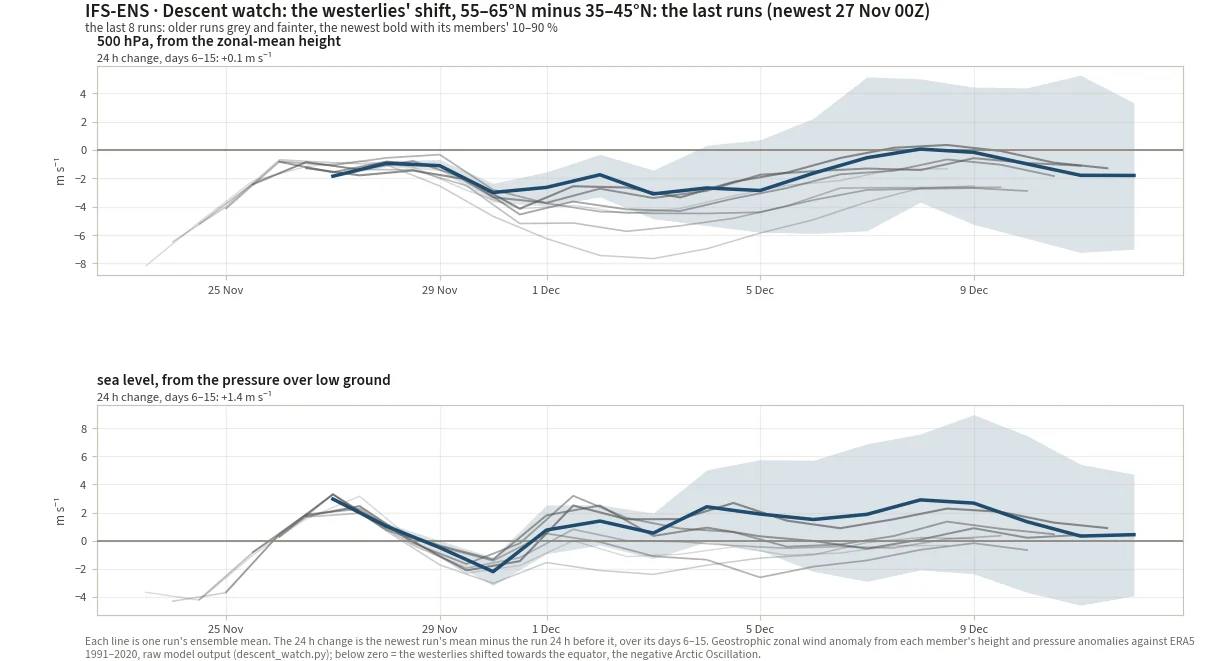 IFS-ENS · Descent watch: the westerlies' shift, 55–65°N minus 35–45°N: the last runs (newest 27 Nov 00Z)
the last 8 runs: older runs grey and fainter, the newest bold with its members' 10–90 %
500 hPa, from the zonal-mean height
24 h change, days 6–15: +0.1 m s⁻¹
4
2
0
−2
−4
−6
−8
m s⁻¹
25 Nov
29 Nov
1 Dec
5 Dec
9 Dec
sea level, from the pressure over low ground
24 h change, days 6–15: +1.4 m s⁻¹
8
6
4
2
0
−2
−4
m s⁻¹
25 Nov
29 Nov
1 Dec
5 Dec
9 Dec
Each line is one run's ensemble mean. The 24 h change is the newest run's mean minus the run 24 h before it, over its days 6–15. Geostrophic zonal wind anomaly from each member's height and pressure anomalies against ERA5
1991–2020, raw model output (descent_watch.py); below zero = the westerlies shifted towards the equator, the negative Arctic Oscillation.